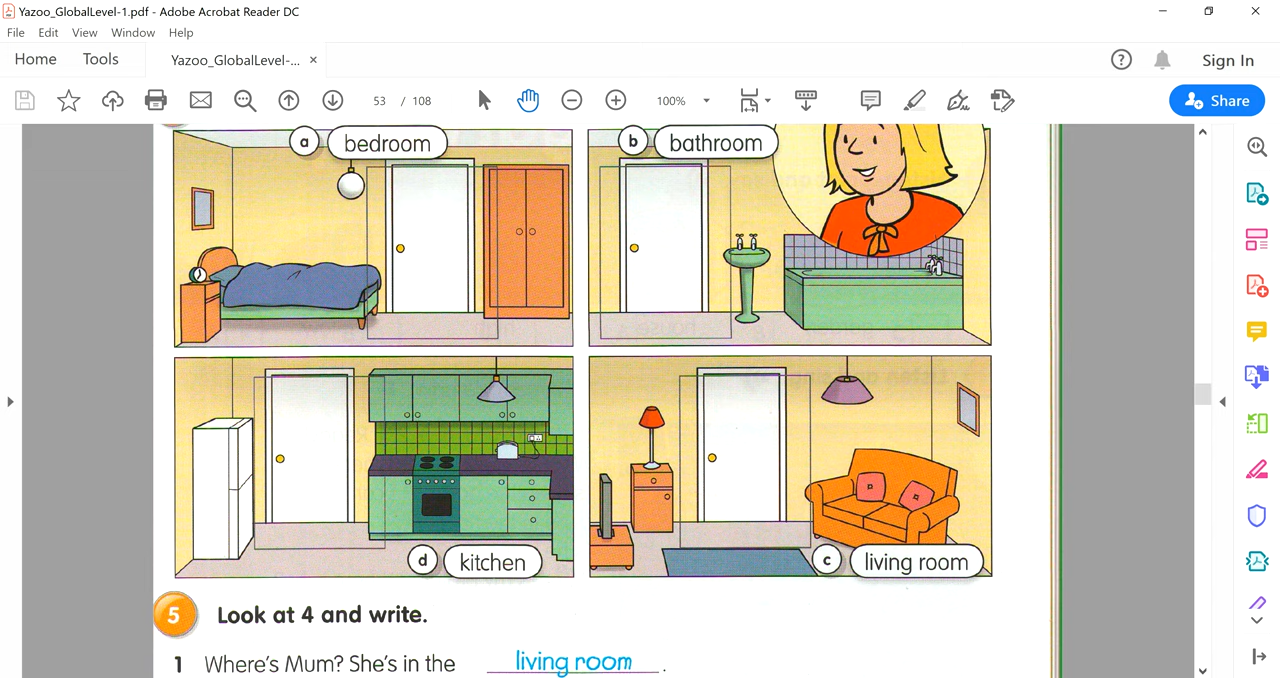 Yazoo_GlobalLevel-1.pdf - Adobe Acrobat Reader DC
File Edit View Window Help
Home Tools Yazoo_GlobalLevel-... × Sign In
53 / 108 100% Share
a bedroom
b bathroom
d kitchen
c living room
5 Look at 4 and write.
1 Where's Mum? She's in the living room .